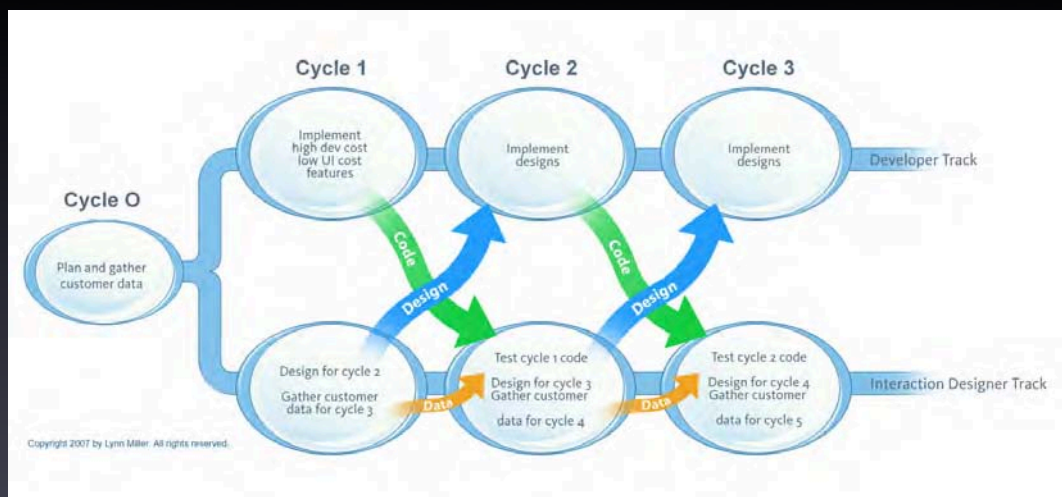 Cycle 1
Cycle 2
Cycle 3
Implement
high dev cost
low UI cost
features
Implement
designs
Implement
designs
Developer Track
Cycle O
Plan and gather
customer data
Code
Design
Code
Design
Design for cycle 2
Gather customer
data for cycle 3
Data
Test cycle 1 code
Design for cycle 3
Gather customer
data for cycle 4
Data
Test cycle 2 code
Design for cycle 4
Gather customer
data for cycle 5
Interaction Designer Track
Copyright 2007 by Lynn Miller. All rights reserved.